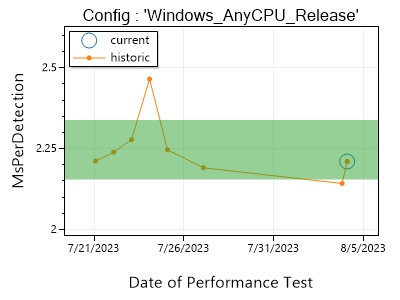 Config : 'Windows_AnyCPU_Release'
current
historic
MsPerDetection
2.5
2.25
2
7/21/2023
7/26/2023
7/31/2023
8/5/2023
Date of Performance Test